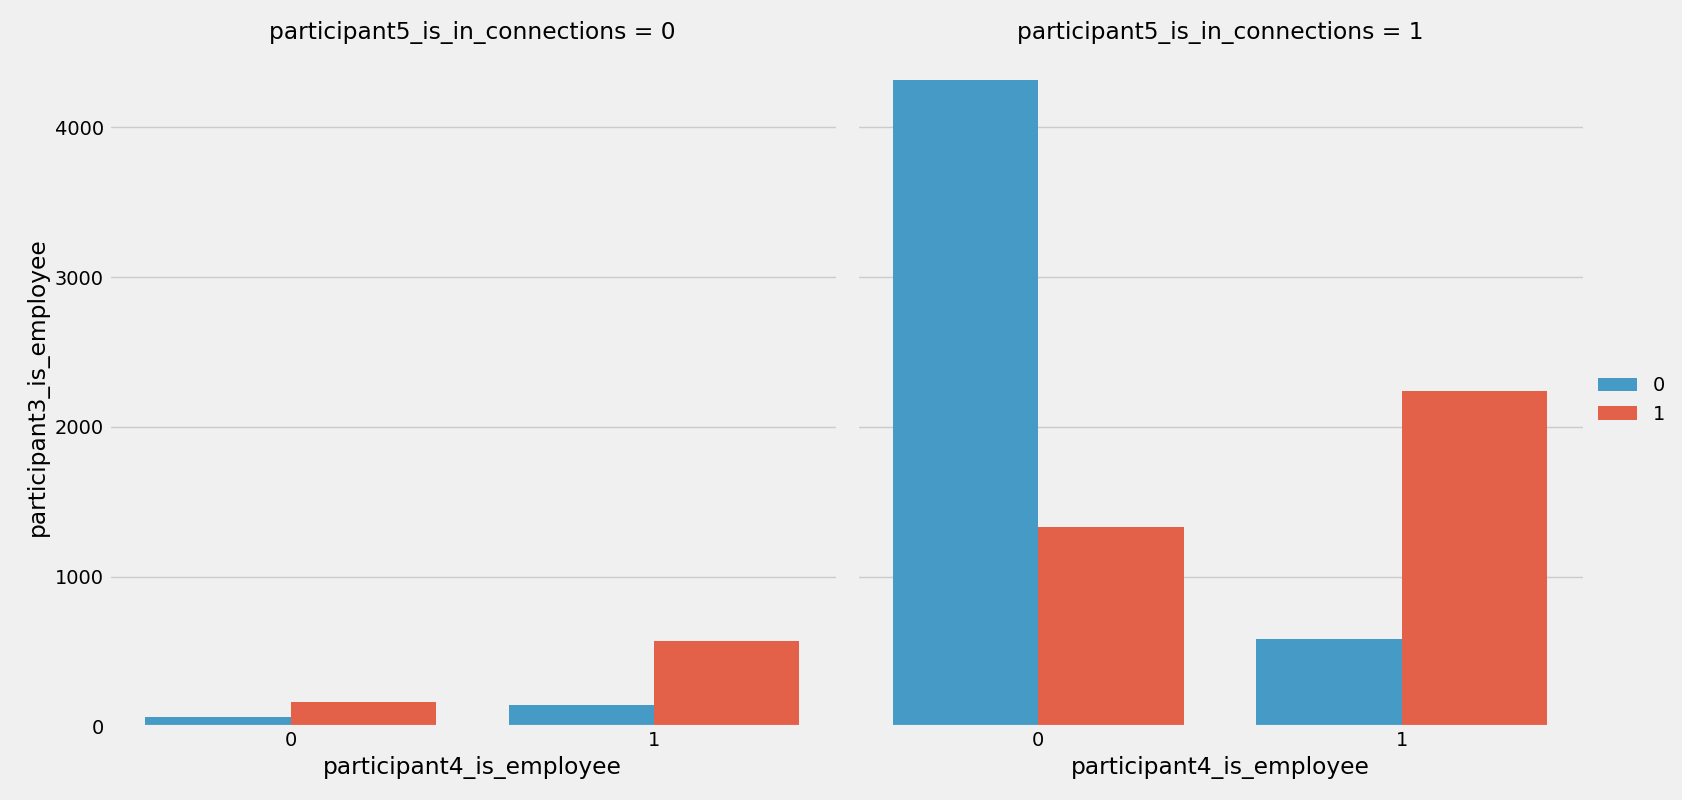 participant5_is_in_connections = 0
participant5_is_in_connections = 1
participant3_is_employee
4000
3000
2000
1000
0
0
1
participant4_is_employee
0
1
participant4_is_employee
0
1